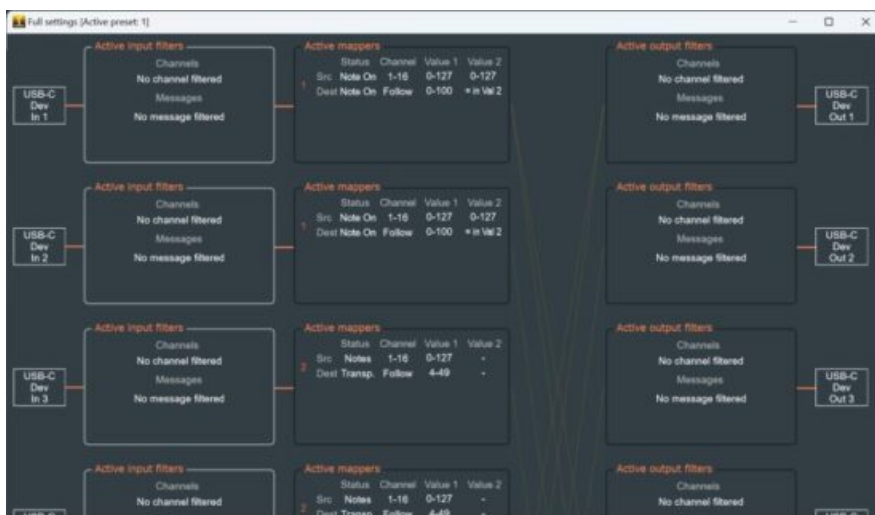 Full settings [Active preset: 1]
Active input filters
Channels
No channel filtered
Messages
No message filtered
USB-C
Dev
In 1
Active mappers
Status Channel Value 1 Value 2
1
Src Note On 1-16 0-127 0-127
Dest Note On Follow 0-100 = in Val 2
Active output filters
Channels
No channel filtered
Messages
No message filtered
USB-C
Dev
Out 1
Active input filters
Channels
No channel filtered
Messages
No message filtered
USB-C
Dev
In 2
Active mappers
Status Channel Value 1 Value 2
1
Src Note On 1-16 0-127 0-127
Dest Note On Follow 0-100 = in Val 2
Active output filters
Channels
No channel filtered
Messages
No message filtered
USB-C
Dev
Out 2
Active input filters
Channels
No channel filtered
Messages
No message filtered
USB-C
Dev
In 3
Active mappers
Status Channel Value 1 Value 2
2
Src Notes 1-16 0-127 -
Dest Transp. Follow 4-49 -
Active output filters
Channels
No channel filtered
Messages
No message filtered
USB-C
Dev
Out 3
Active input filters
Channels
No channel filtered
Active mappers
Status Channel Value 1 Value 2
2
Src Notes 1-16 0-127 -
Dest Transp. Follow 4-49 -
Active output filters
Channels
No channel filtered